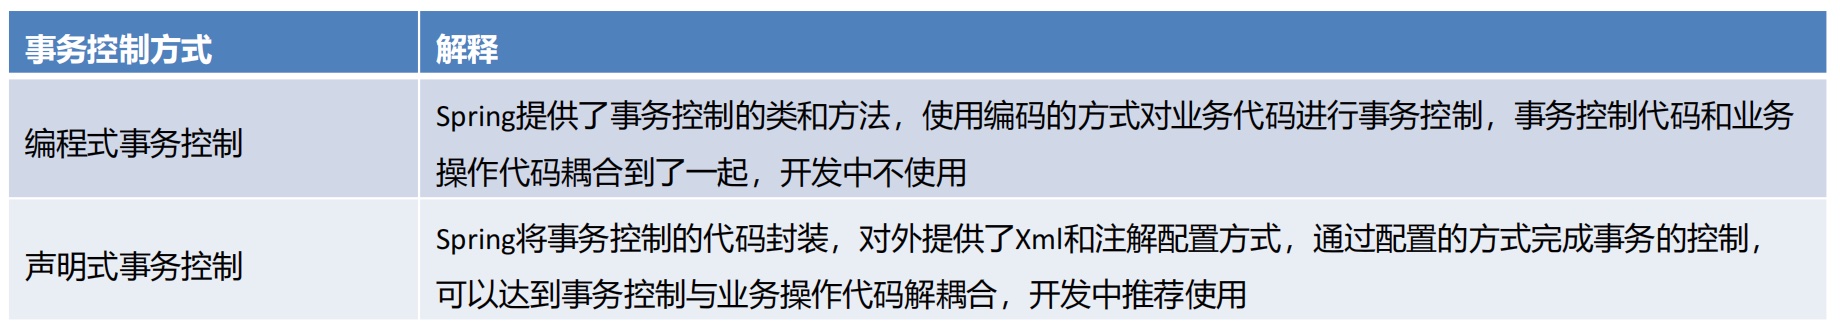 事务控制方式
解释
编程式事务控制
Spring提供了事务控制的类和方法，使用编码的方式对业务代码进行事务控制，事务控制代码和业务
操作代码耦合到了一起，开发中不使用
声明式事务控制
Spring将事务控制的代码封装，对外提供了Xml和注解配置方式，通过配置的方式完成事务的控制，
可以达到事务控制与业务操作代码解耦合，开发中推荐使用